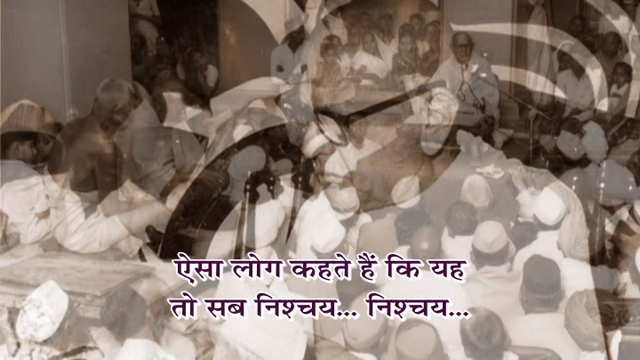 ऐसा लोग कहते हैं कि यह
तो सब निश्चय... निश्चय...